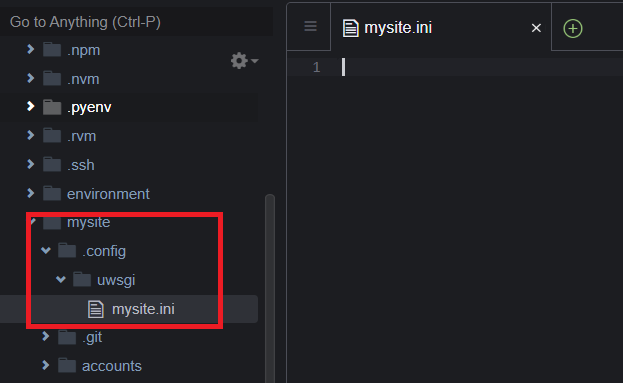 Go to Anything (Ctrl-P)
.npm
.nvm
.pyenv
.rvm
.ssh
environment
mysite
.config
uwsgi
mysite.ini
.git
accounts
mysite.ini
1